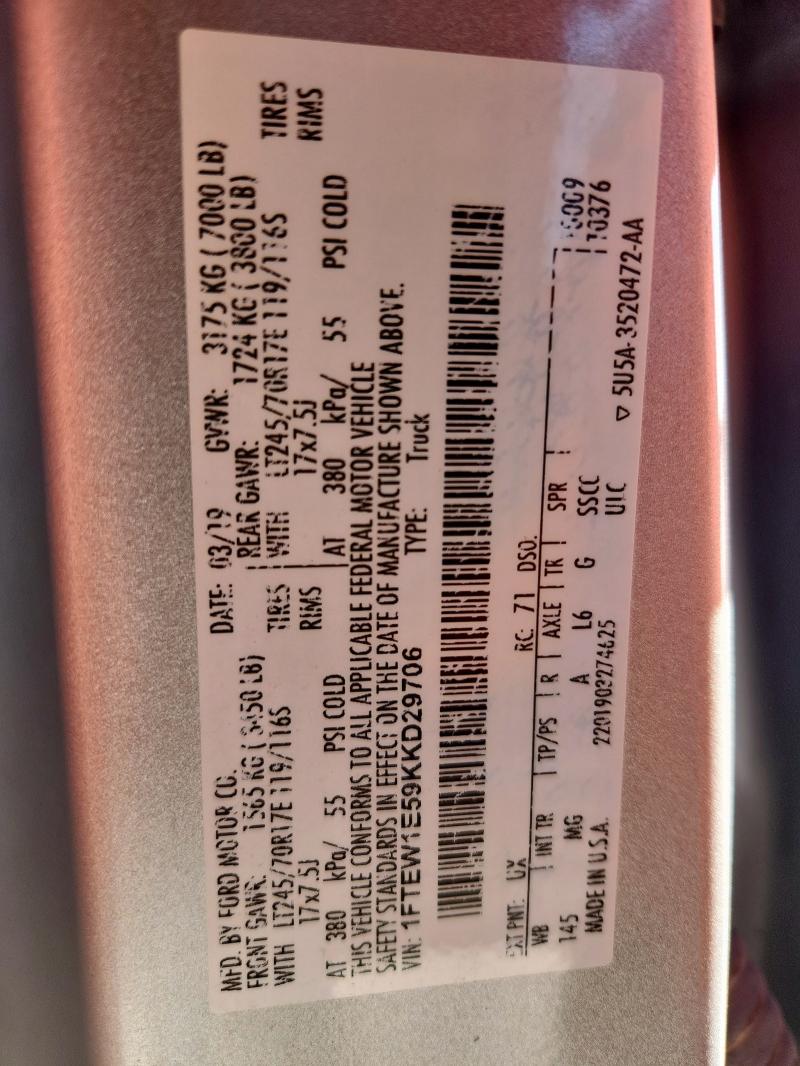 MFD. BY FORD MOTOR CO.
DATE: 03/19 GVWR: 3175 KG ( 7000 LB)
FRONT GAWR: 1565 KG ( 3450 LB)
REAR GAWR: 1724 KG ( 3800 LB)
WITH LT245/70R17E 119/116S TIRES
WITH LT245/70R17E 119/116S TIRES
17x7.5J RIMS
17x7.5J RIMS
AT 380 kPa/ 55 PSI COLD
AT 380 kPa/ 55 PSI COLD
THIS VEHICLE CONFORMS TO ALL APPLICABLE FEDERAL MOTOR VEHICLE
SAFETY STANDARDS IN EFFECT ON THE DATE OF MANUFACTURE SHOWN ABOVE.
VIN: 1FTEW1E59KKD29706 TYPE: Truck
EXT PNT: UX RC: 71 DSO:
WB INT TR TP/PS R AXLE TR SPR
145 MG A L6 G SSCC
UIC
10376
MADE IN U.S.A.
▽ 5U5A-3520472-AA